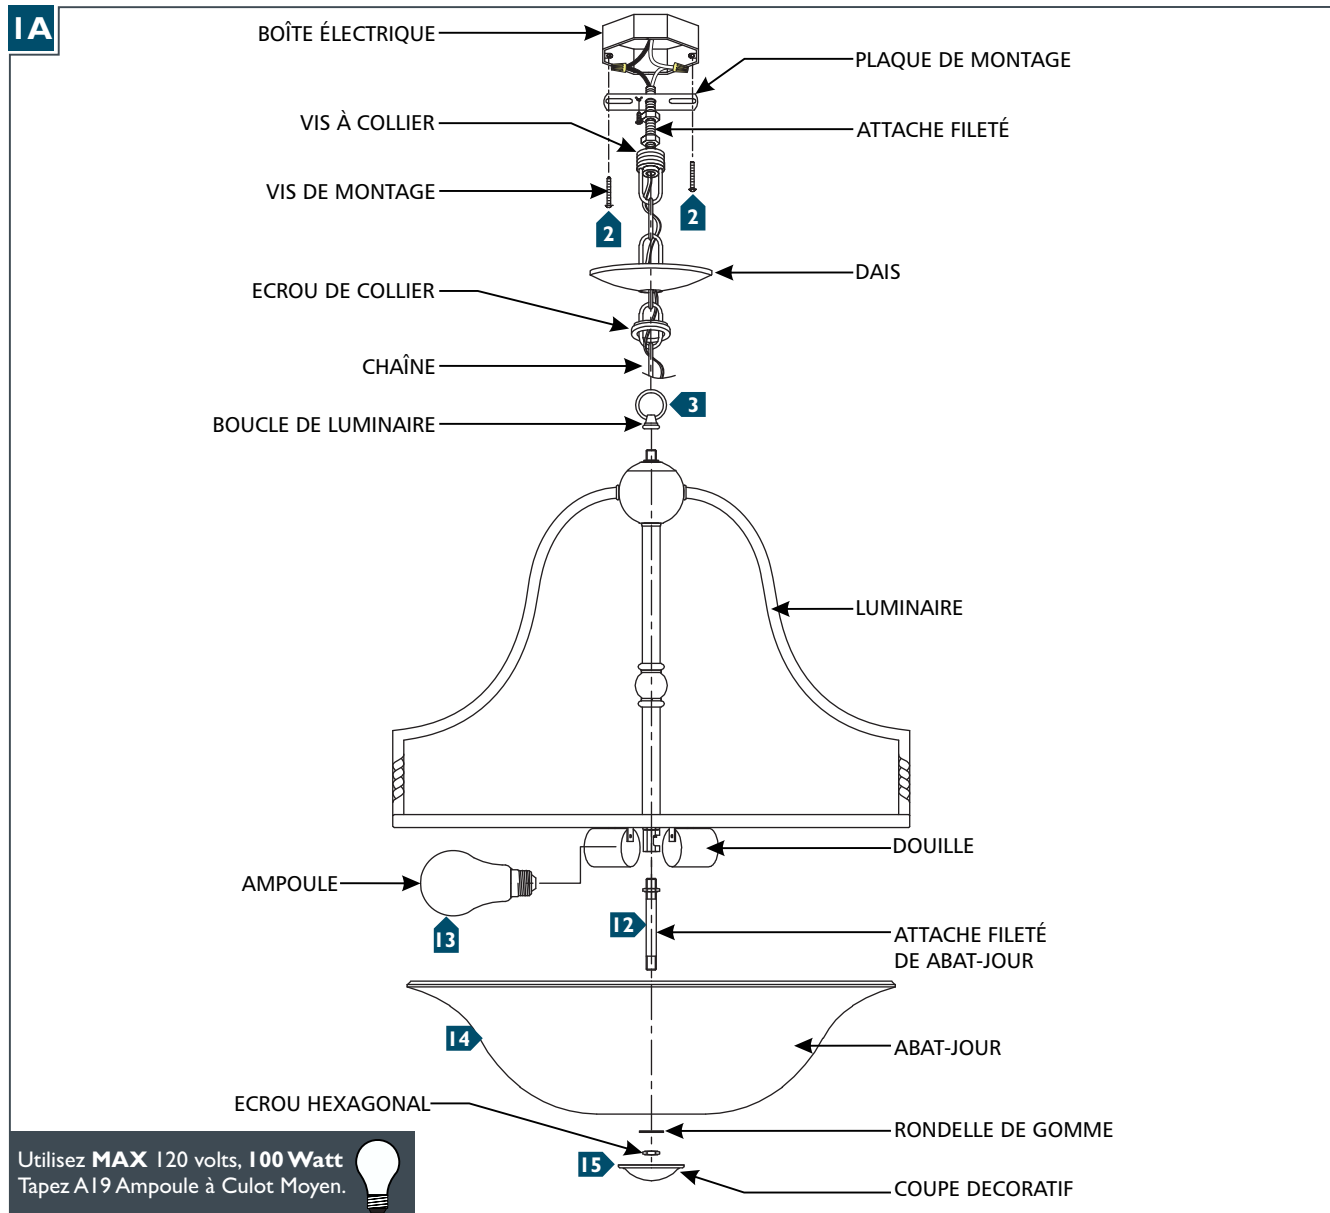 1A
BOÎTE ÉLECTRIQUE
PLAQUE DE MONTAGE
VIS À COLLIER
ATTACHE FILETÉ
VIS DE MONTAGE
2
2
DAIS
ECROU DE COLLIER
CHAÎNE
3
BOUCLE DE LUMINAIRE
LUMINAIRE
DOUILLE
AMPOULE
13
12
ATTACHE FILETÉ
DE ABAT-JOUR
14
ABAT-JOUR
ECROU HEXAGONAL
RONDELLE DE GOMME
15
COUPE DECORATIF
Utilisez MAX 120 volts, 100 Watt
Tapez A19 Ampoule à Culot Moyen.